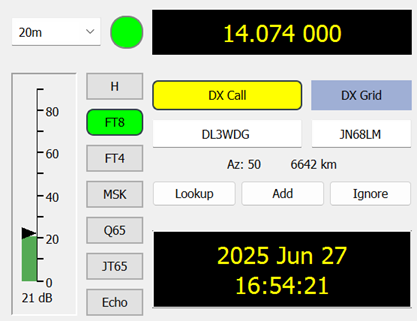 20m
14.074 000
H
DX Call
DX Grid
FT8
DL3WDG
JN68LM
FT4
Az: 50
6642 km
MSK
Lookup
Add
Ignore
Q65
JT65
Echo
2025 Jun 27
16:54:21
80
60
40
20
0
21 dB